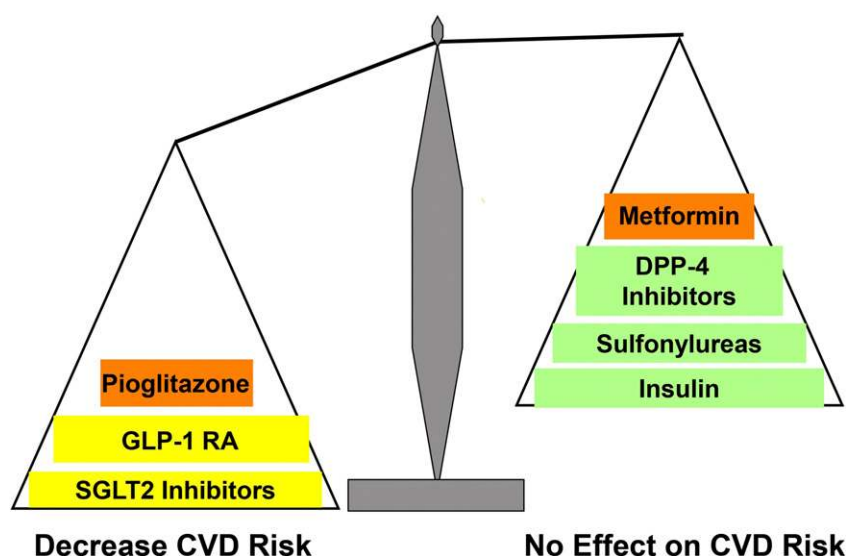 Metformin
DPP-4
Inhibitors
Sulfonylureas
Insulin
Pioglitazone
GLP-1 RA
SGLT2 Inhibitors
Decrease CVD Risk
No Effect on CVD Risk